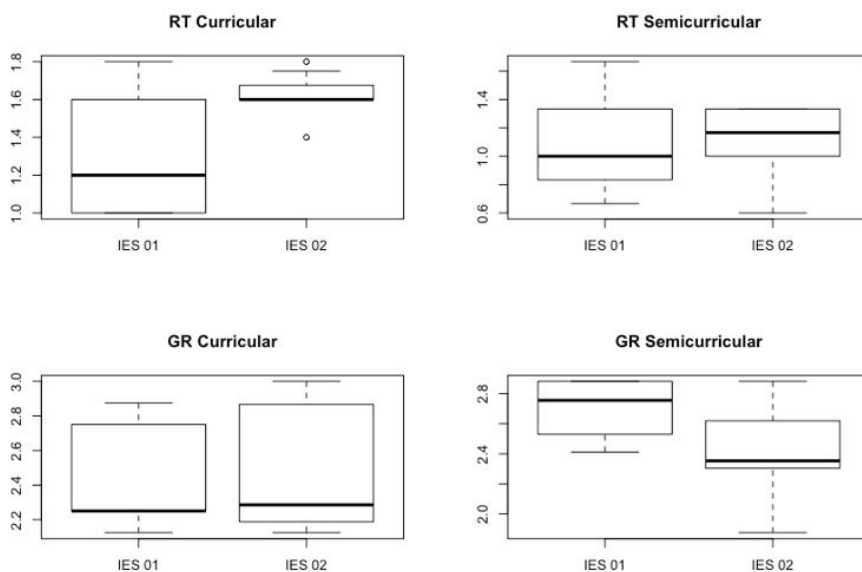 RT Curricular
1.8
1.6
1.4
1.2
1.0
IES 01 IES 02
RT Semicurricular
1.4
1.0
0.6
IES 01 IES 02
GR Curricular
3.0
2.8
2.6
2.4
2.2
IES 01 IES 02
GR Semicurricular
2.8
2.4
2.0
IES 01 IES 02